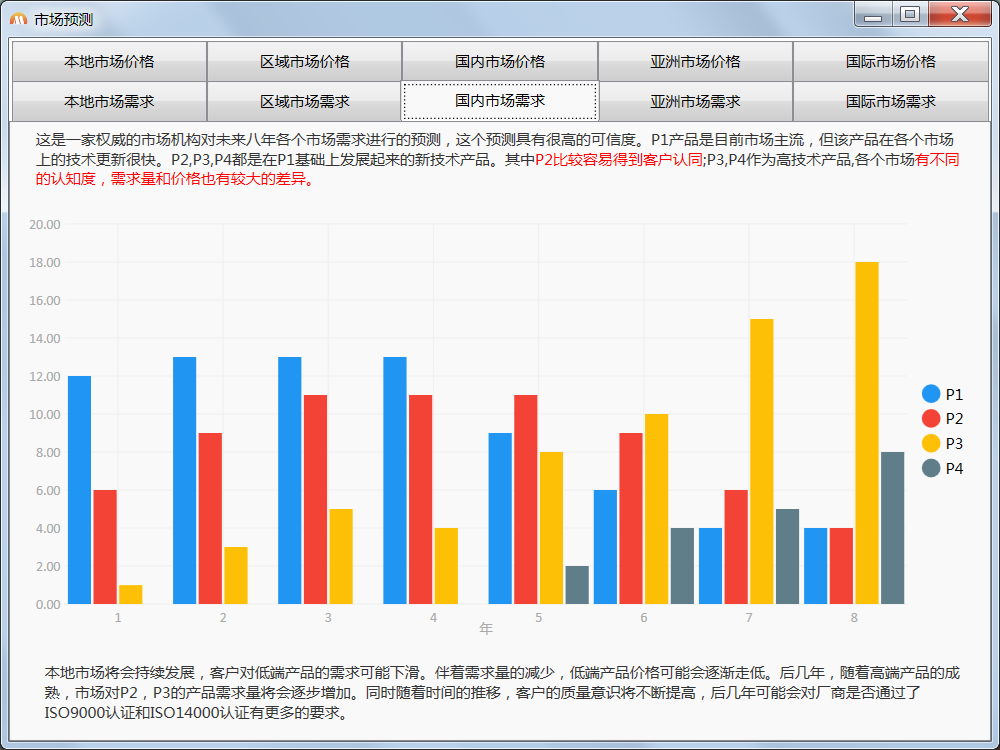 市场预测
本地市场价格 区域市场价格 国内市场价格 亚洲市场价格 国际市场价格
本地市场需求 区域市场需求 国内市场需求 亚洲市场需求 国际市场需求
这是一家权威的市场机构对未来八年各个市场需求进行的预测，这个预测具有很高的可信度。P1产品是目前市场主流，但该产品在各个市场
上的技术更新很快。P2,P3,P4都是在P1基础上发展起来的新技术产品。其中P2比较容易得到客户认同;P3,P4作为高技术产品,各个市场有不同
的认知度，需求量和价格也有较大的差异。
20.00
18.00
16.00
14.00
12.00
10.00
8.00
6.00
4.00
2.00
0.00
1 2 3 4 5 6 7 8
年
P1
P2
P3
P4
本地市场将会持续发展，客户对低端产品的需求可能下滑。伴着需求量的减少，低端产品价格可能会逐渐走低。后几年，随着高端产品的成
熟，市场对P2，P3的产品需求量将会逐步增加。同时随着时间的推移，客户的质量意识将不断提高，后几年可能会对厂商是否通过了
ISO9000认证和ISO14000认证有更多的要求。